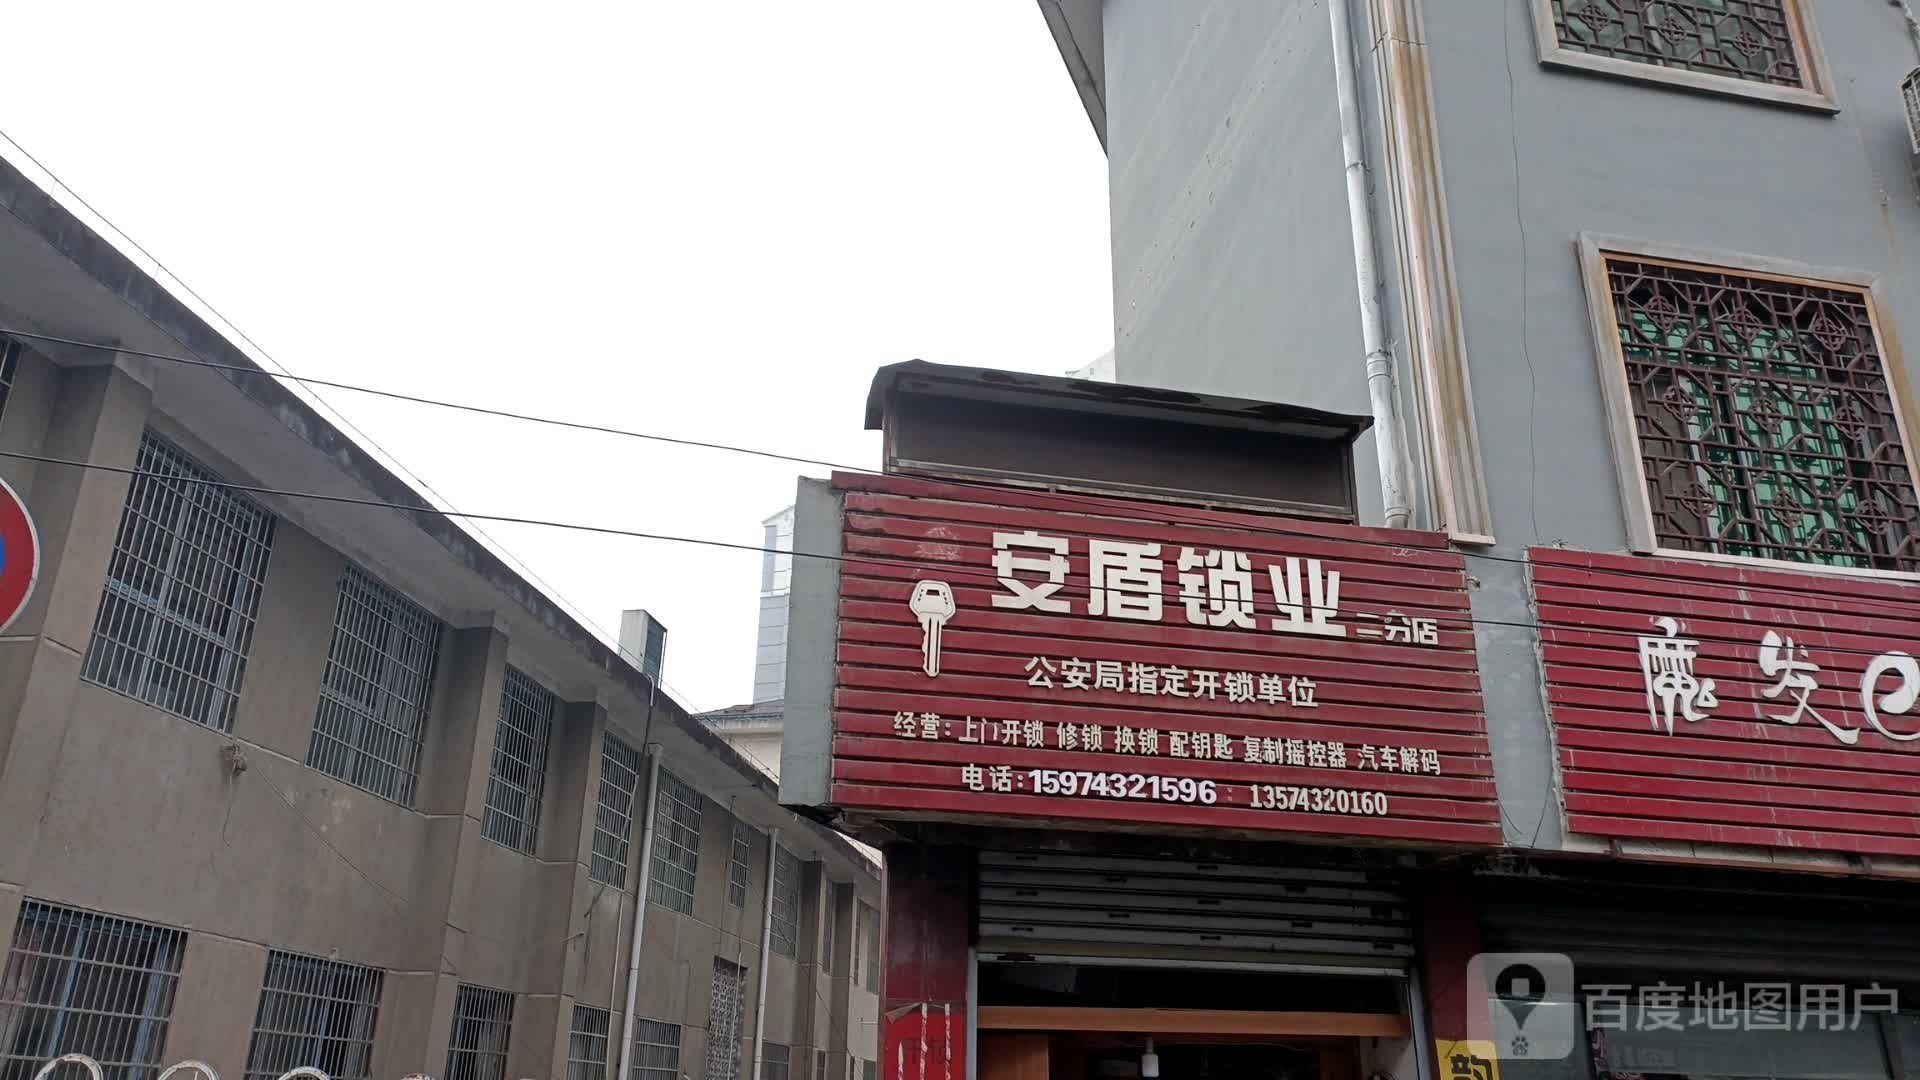 安盾锁业二分店
公安局指定开锁单位
经营:上门开锁 修锁 换锁 配钥匙 复制摇控器 汽车解码
电话:15974321596 13574320160
魔发
韵
百度地图用户